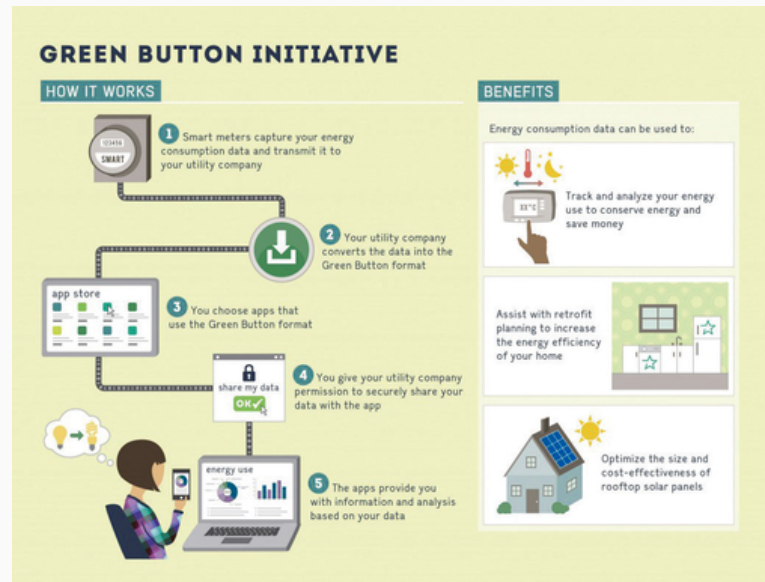 GREEN BUTTON INITIATIVE
HOW IT WORKS
1 Smart meters capture your energy
consumption data and transmit it to
your utility company
123456
SMART
2 Your utility company
converts the data into the
Green Button format
app store
3 You choose apps that
use the Green Button format
share my data
OK
4 You give your utility company
permission to securely share your
data with the app
energy use
5 The apps provide you
with information and analysis
based on your data
BENEFITS
Energy consumption data can be used to:
Track and analyze your energy
use to conserve energy and
save money
Assist with retrofit
planning to increase
the energy efficiency
of your home
Optimize the size and
cost-effectiveness of
rooftop solar panels